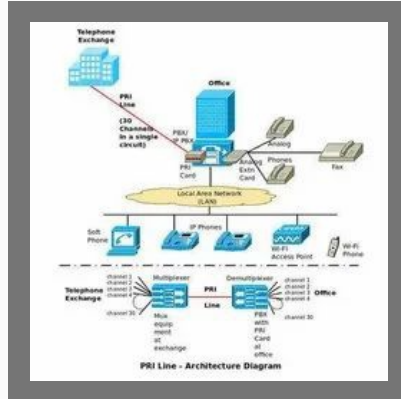 Telephone
Exchange
Office
PRI
Line
(30
Channels
in a single
circuit)
PBX/
IP PBX
PRI
Card
Analog
Extn
Card
Analog
Phones
Fax
Local Area Network
(LAN)
Soft
Phone
IP Phones
Wi-Fi
Access Point
Wi-Fi
Phone
Telephone
Exchange
channel 1
channel 2
channel 3
channel 4
channel 30
Multiplexer
Mux
equip
ment
at
exchange
PRI
Line
Demultiplexer
PBX
with
PRI
Card
at
office
channel 1
channel 2
channel 3
channel 4
channel 30
Office
PRI Line - Architecture Diagram